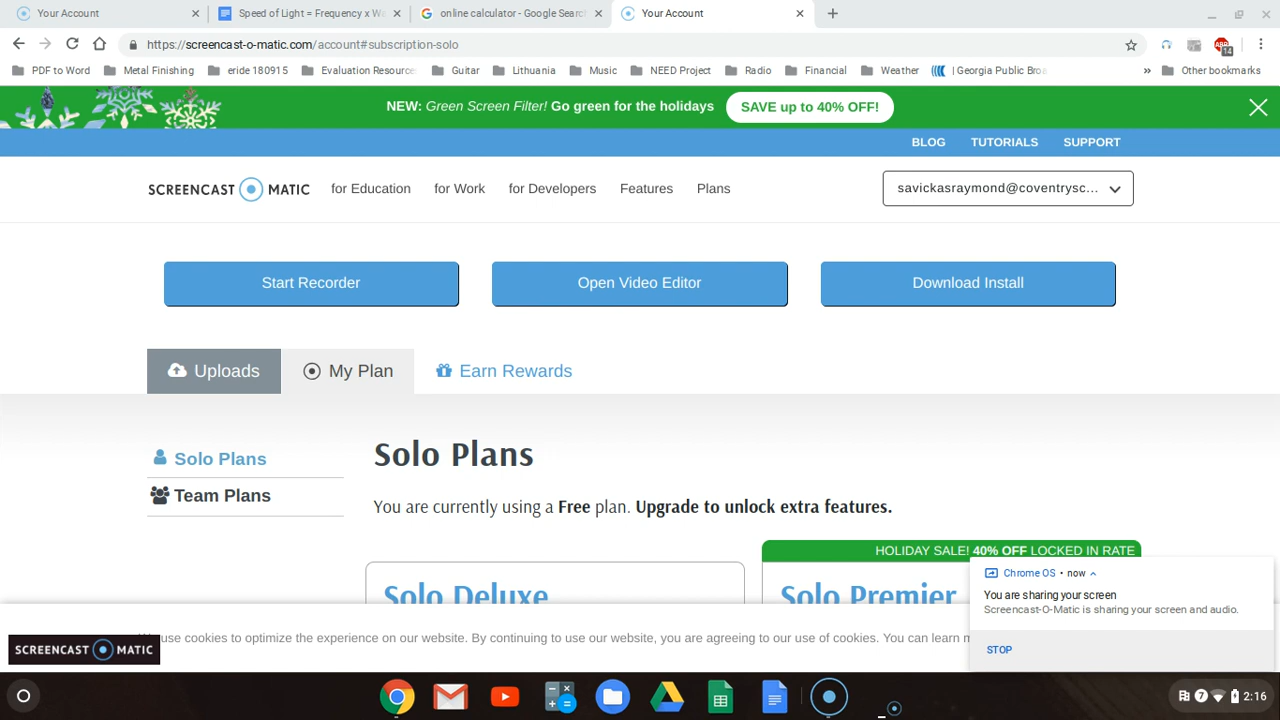 Your Account
Speed of Light = Frequency x We
online calculator - Google Search
Your Account
https://screencast-o-matic.com/account#subscription-solo
14
PDF to Word
Metal Finishing
eride 180915
Evaluation Resource
Guitar
Lithuania
Music
NEED Project
Radio
Financial
Weather
| Georgia Public Broa
»
Other bookmarks
NEW: Green Screen Filter! Go green for the holidays
SAVE up to 40% OFF!
BLOG
TUTORIALS
SUPPORT
SCREENCAST O MATIC
for Education
for Work
for Developers
Features
Plans
savickasraymond@coventrysc...
Start Recorder
Open Video Editor
Download Install
Uploads
My Plan
Earn Rewards
Solo Plans
Team Plans
Solo Plans
You are currently using a Free plan. Upgrade to unlock extra features.
HOLIDAY SALE! 40% OFF LOCKED IN RATE
Solo Deluxe
Solo Premier
Chrome OS • now
You are sharing your screen
Screencast-O-Matic is sharing your screen and audio.
STOP
use cookies to optimize the experience on our website. By continuing to use our website, you are agreeing to our use of cookies. You can learn
SCREENCAST O MATIC
7
2:16